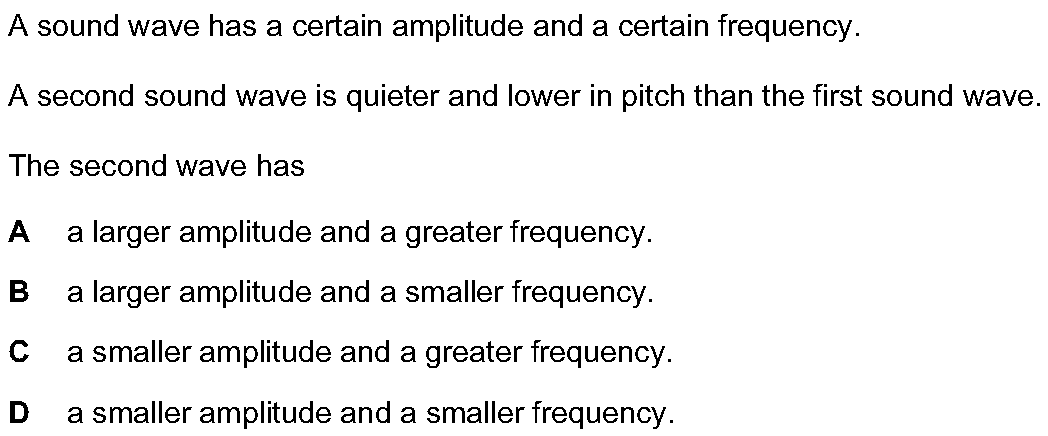 A sound wave has a certain amplitude and a certain frequency.
A second sound wave is quieter and lower in pitch than the first sound wave.
The second wave has
A a larger amplitude and a greater frequency.
B a larger amplitude and a smaller frequency.
C a smaller amplitude and a greater frequency.
D a smaller amplitude and a smaller frequency.